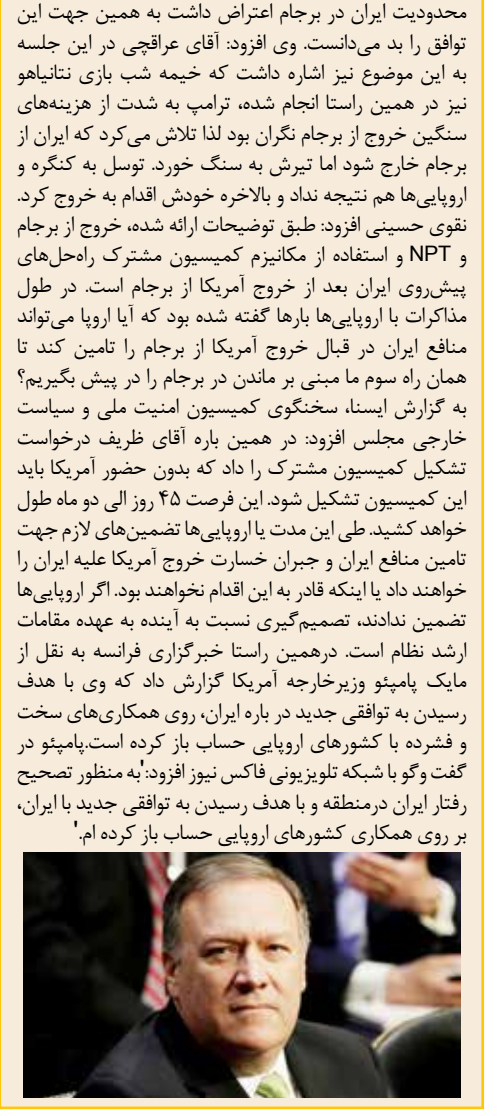 محدودیت ایران در برجام اعتراض داشت به همین جهت این
توافق را بد می‌دانست. وی افزود: آقای عراقچی در این جلسه
به این موضوع نیز اشاره داشت که خیمه شب بازی نتانیاهو
نیز در همین راستا انجام شده، ترامپ به شدت از هزینه‌های
سنگین خروج از برجام نگران بود لذا تلاش می‌کرد که ایران از
برجام خارج شود اما تیرش به سنگ خورد. توسل به کنگره و
اروپایی‌ها هم نتیجه نداد و بالاخره خودش اقدام به خروج کرد.
نقوی حسینی افزود: طبق توضیحات ارائه شده، خروج از برجام
و NPT و استفاده از مکانیزم کمیسیون مشترک راه‌حل‌های
پیش‌روی ایران بعد از خروج آمریکا از برجام است. در طول
مذاکرات با اروپایی‌ها بارها گفته شده بود که آیا اروپا می‌تواند
منافع ایران در قبال خروج آمریکا از برجام را تامین کند تا
همان راه سوم ما مبنی بر ماندن در برجام را در پیش بگیریم؟
به گزارش ایسنا، سخنگوی کمیسیون امنیت ملی و سیاست
خارجی مجلس افزود: در همین باره آقای ظریف درخواست
تشکیل کمیسیون مشترک را داد که بدون حضور آمریکا باید
این کمیسیون تشکیل شود. این فرصت ۴۵ روز الی دو ماه طول
خواهد کشید. طی این مدت یا اروپایی‌ها تضمین‌های لازم جهت
تامین منافع ایران و جبران خسارت خروج آمریکا علیه ایران را
خواهند داد یا اینکه قادر به این اقدام نخواهند بود. اگر اروپایی‌ها
تضمین ندادند، تصمیم‌گیری نسبت به آینده به عهده مقامات
ارشد نظام است. درهمین راستا خبرگزاری فرانسه به نقل از
مایک پامپئو وزیرخارجه آمریکا گزارش داد که وی با هدف
رسیدن به توافقی جدید در باره ایران، روی همکاری‌های سخت
و فشرده با کشورهای اروپایی حساب باز کرده است.پامپئو در
گفت وگو با شبکه تلویزیونی فاکس نیوز افزود:'به منظور تصحیح
رفتار ایران درمنطقه و با هدف رسیدن به توافقی جدید با ایران،
بر روی همکاری کشورهای اروپایی حساب باز کرده ام.'